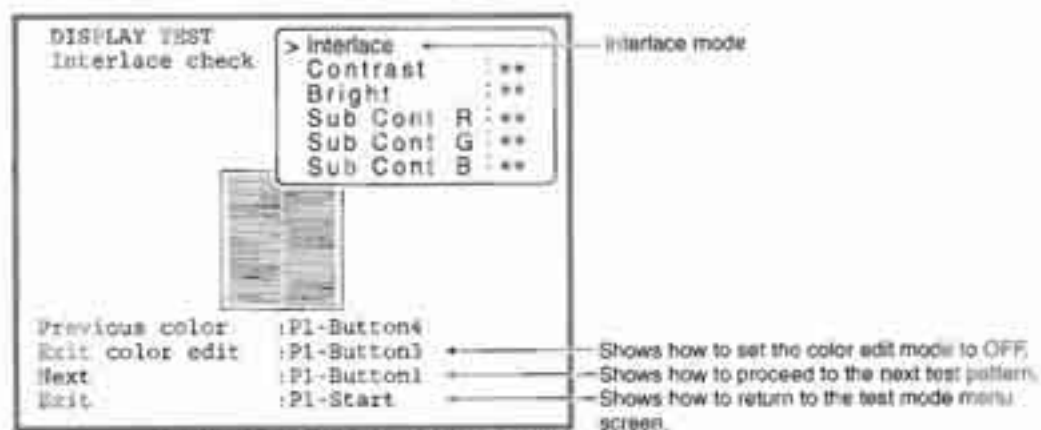 DISPLAY TEST
Interlace check
> Interlace
Contrast : **
Bright : **
Sub Cont R : **
Sub Cont G : **
Sub Cont B : **
Interlace mode
Previous color :P1-Button4
Exit color edit :P1-Button3
Next :P1-Button1
Exit :P1-Start
Shows how to set the color edit mode to OFF.
Shows how to proceed to the next test pattern.
Shows how to return to the test mode menu
screen.